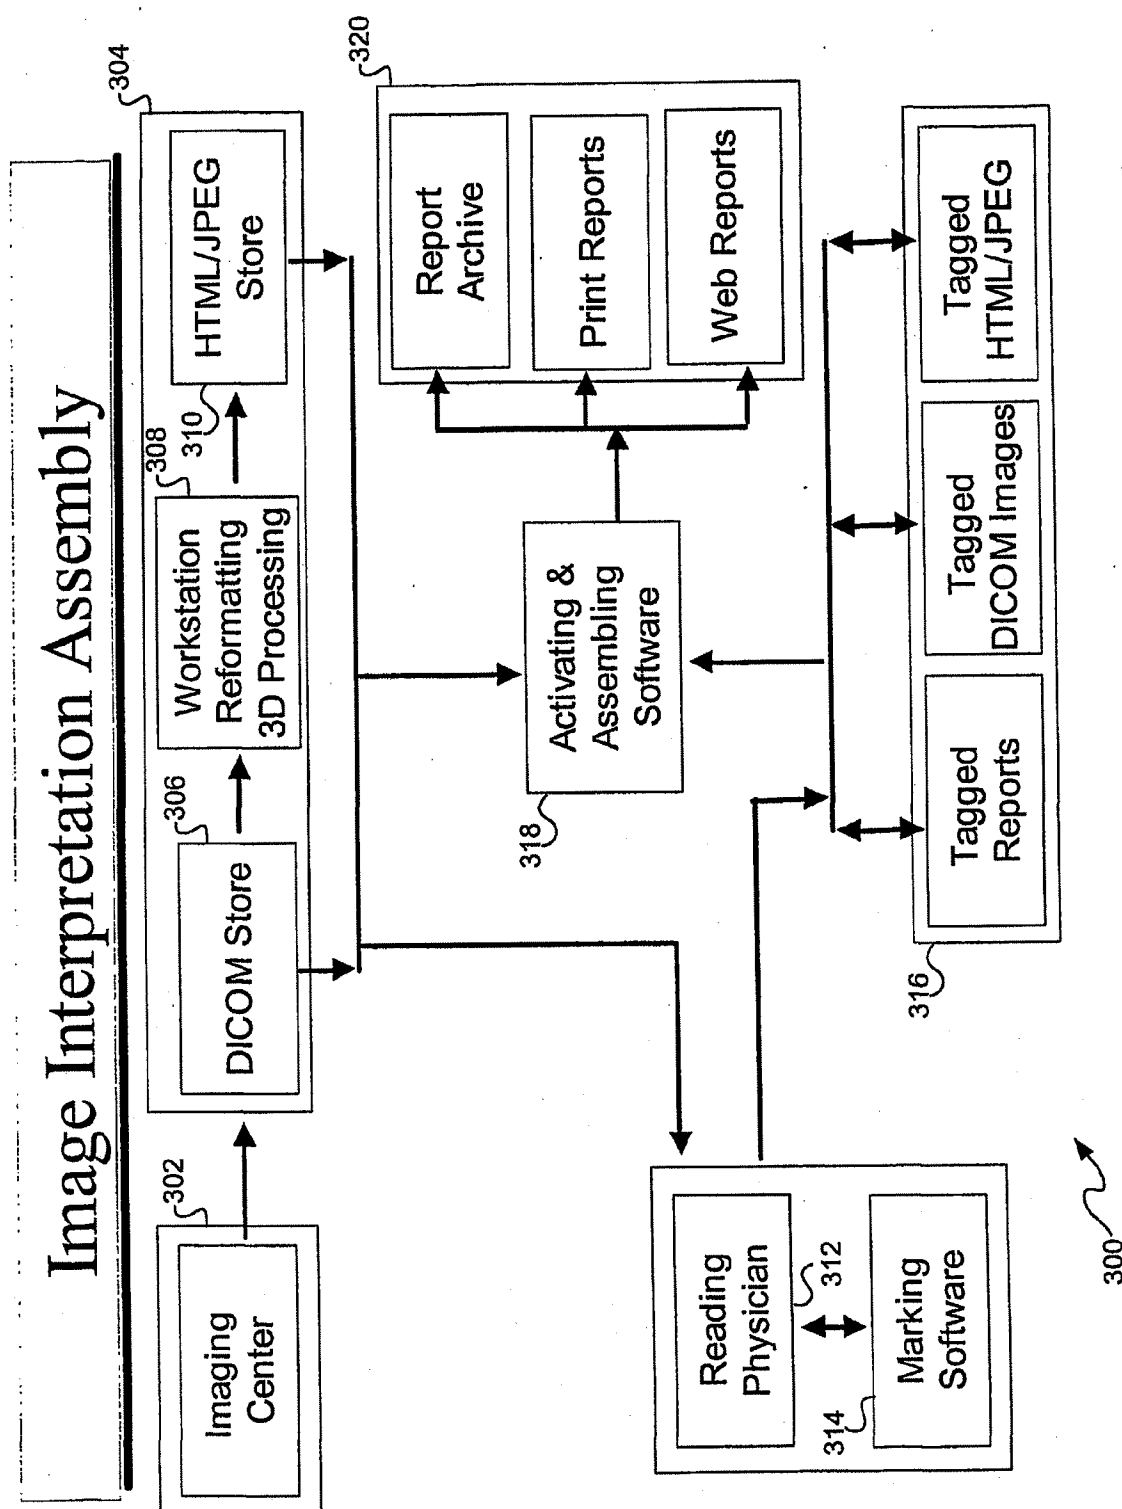 Image Interpretation Assembly
302
304
Imaging
Center
306
DICOM Store
308
Workstation
Reformatting
3D Processing
310
HTML/JPEG
Store
320
Report
Archive
Print Reports
Web Reports
318
Activating &
Assembling
Software
Reading
Physician
312
314
Marking
Software
316
Tagged
Reports
Tagged
DICOM Images
Tagged
HTML/JPEG
300